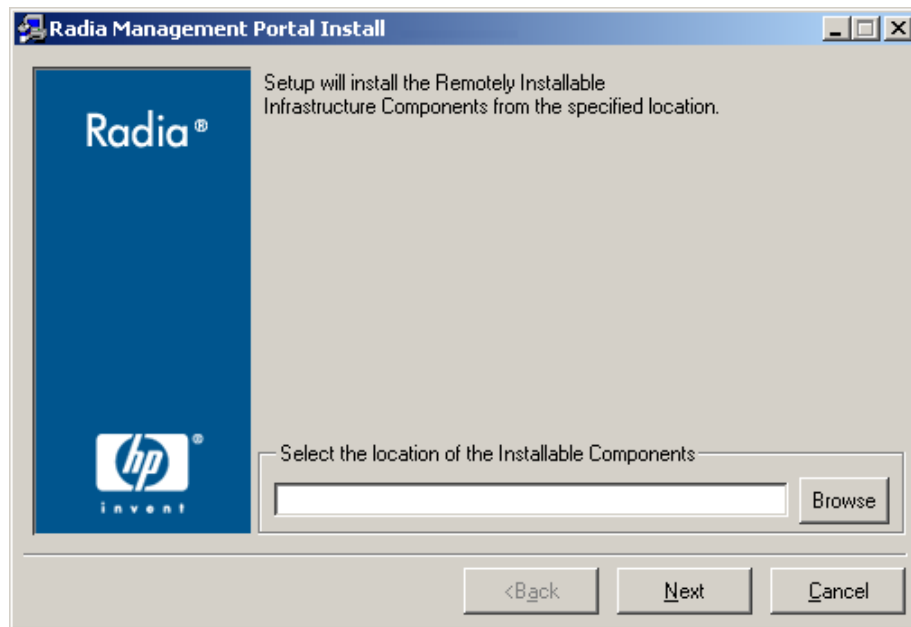 Radia Management Portal Install
Setup will install the Remotely Installable
Infrastructure Components from the specified location.
Radia®
hp®
invent
Select the location of the Installable Components
Browse
<Back
Next
Cancel